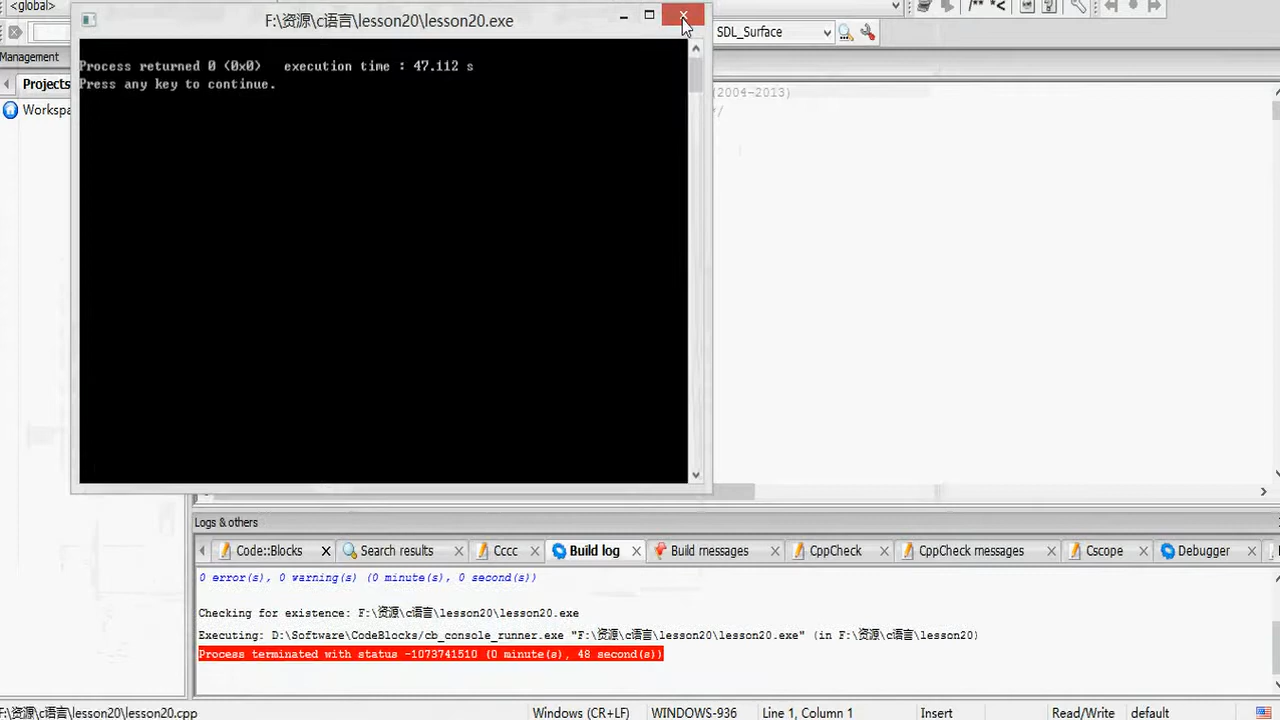 <global>
F:\资源\c语言\lesson20\lesson20.exe
SDL_Surface
Management
Process returned 0 (0x0)   execution time : 47.112 s
Press any key to continue.
Projects
Workspa
(2004-2013)
*/
Logs & others
Code::Blocks
Search results
Cccc
Build log
Build messages
CppCheck
CppCheck messages
Cscope
Debugger
0 error(s), 0 warning(s) (0 minute(s), 0 second(s))
Checking for existence: F:\资源\c语言\lesson20\lesson20.exe
Executing: D:\Software\CodeBlocks/cb_console_runner.exe "F:\资源\c语言\lesson20\lesson20.exe" (in F:\资源\c语言\lesson20)
Process terminated with status -1073741510 (0 minute(s), 48 second(s))
F:\资源\c语言\lesson20\lesson20.cpp
Windows (CR+LF)
WINDOWS-936
Line 1, Column 1
Insert
Read/Write
default